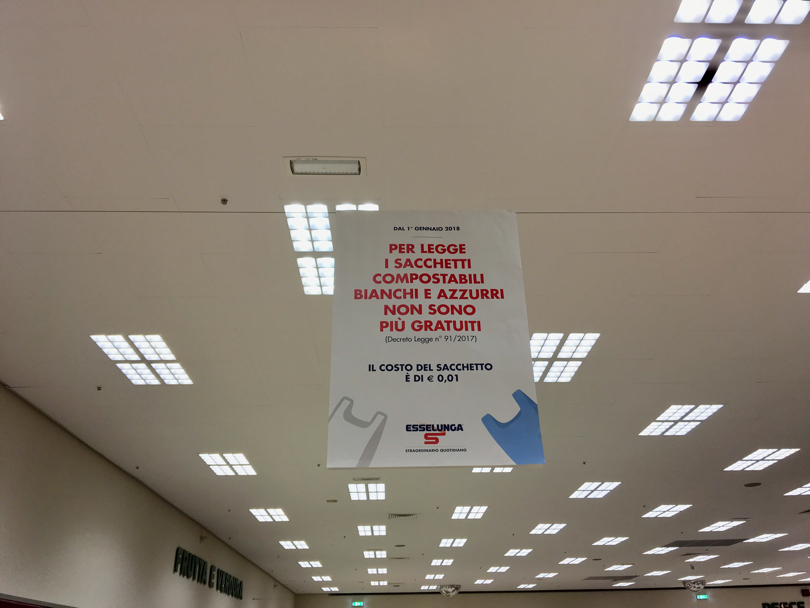 DAL 1° GENNAIO 2018
PER LEGGE
I SACCHETTI
COMPOSTABILI
BIANCHI E AZZURRI
NON SONO
PIÙ GRATUITI
(Decreto Legge n° 91/2017)
IL COSTO DEL SACCHETTO
È DI € 0,01
ESSELUNGA
S
STRAORDINARIO QUOTIDIANO
FRUTTA E VERDURA
PESCE